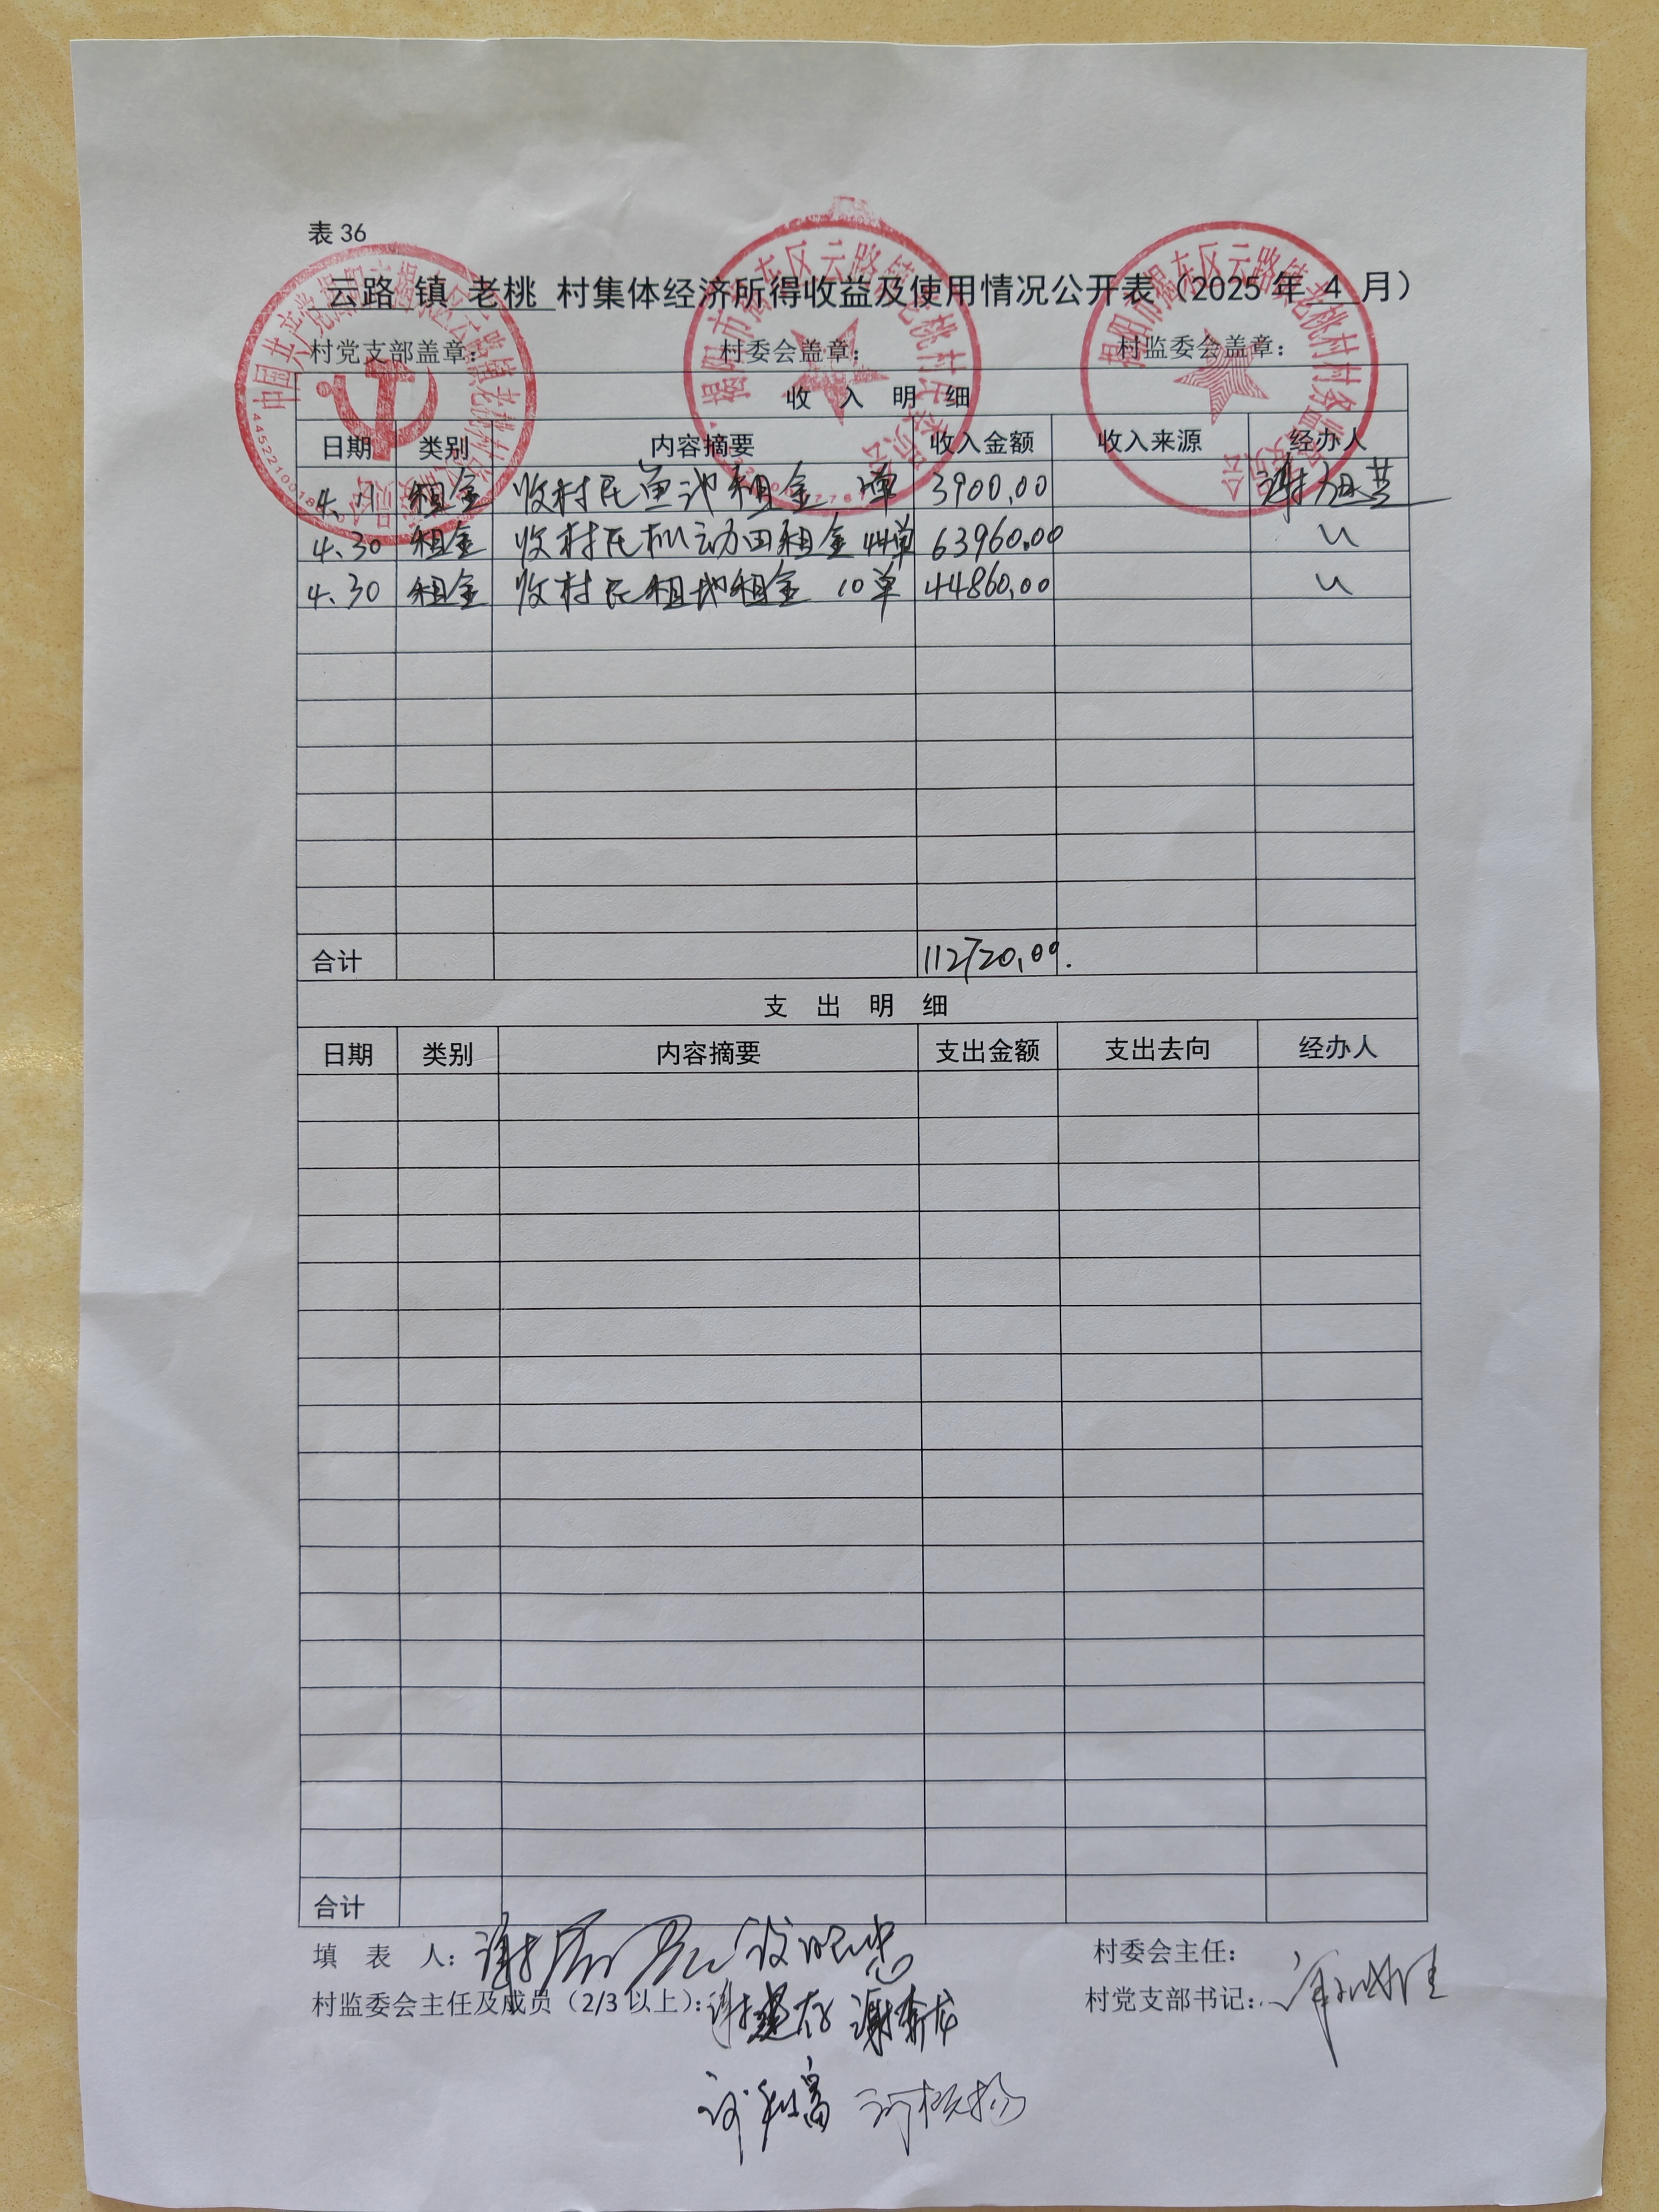 表 36
云路 镇 老桃 村集体经济所得收益及使用情况公开表（2025 年 4 月）
村党支部盖章： 村委会盖章： 村监委会盖章：
收 入 明 细
日期 类别 内容摘要 收入金额 收入来源 经办人
租金 收村民鱼池租金 单 3900.00 谢旭芸
4.30 租金 收村民机动田租金 44单 63960.00 〃
4.30 租金 收村民租地租金 10单 44860.00 〃
合计 112720.00.
支 出 明 细
日期 类别 内容摘要 支出金额 支出去向 经办人
合计
填 表 人：
村委会主任：
村监委会主任及成员（2/3 以上）：
村党支部书记：